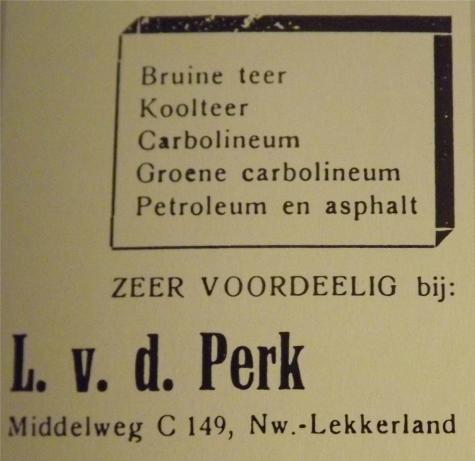 Bruine teer
Koolteer
Carbolineum
Groene carbolineum
Petroleum en asphalt
ZEER VOORDEELIG bij:
L. v. d. Perk
Middelweg C 149, Nw.-Lekkerland